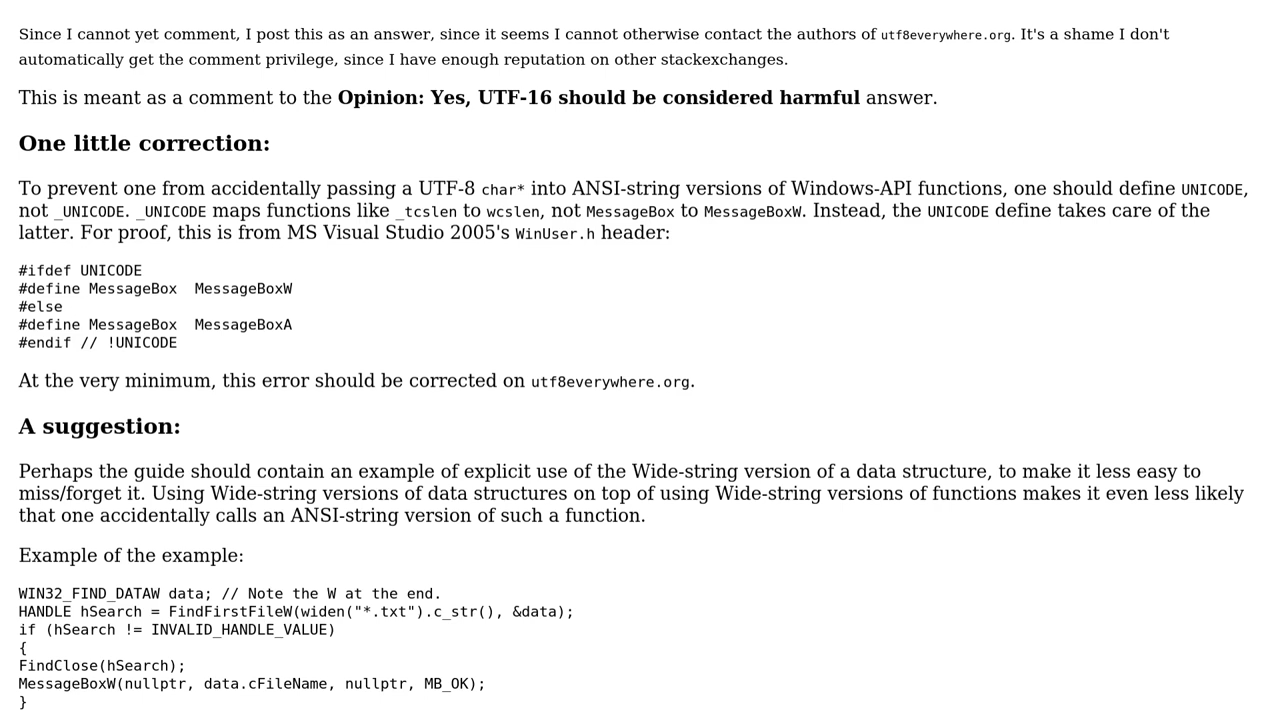 Since I cannot yet comment, I post this as an answer, since it seems I cannot otherwise contact the authors of utf8everywhere.org. It's a shame I don't
automatically get the comment privilege, since I have enough reputation on other stackexchanges.
This is meant as a comment to the Opinion: Yes, UTF-16 should be considered harmful answer.
One little correction:
To prevent one from accidentally passing a UTF-8 char* into ANSI-string versions of Windows-API functions, one should define UNICODE,
not _UNICODE. _UNICODE maps functions like _tcslen to wcslen, not MessageBox to MessageBoxW. Instead, the UNICODE define takes care of the
latter. For proof, this is from MS Visual Studio 2005's WinUser.h header:
#ifdef UNICODE
#define MessageBox  MessageBoxW
#else
#define MessageBox  MessageBoxA
#endif // !UNICODE
At the very minimum, this error should be corrected on utf8everywhere.org.
A suggestion:
Perhaps the guide should contain an example of explicit use of the Wide-string version of a data structure, to make it less easy to
miss/forget it. Using Wide-string versions of data structures on top of using Wide-string versions of functions makes it even less likely
that one accidentally calls an ANSI-string version of such a function.
Example of the example:
WIN32_FIND_DATAW data; // Note the W at the end.
HANDLE hSearch = FindFirstFileW(widen("*.txt").c_str(), &data);
if (hSearch != INVALID_HANDLE_VALUE)
{
FindClose(hSearch);
MessageBoxW(nullptr, data.cFileName, nullptr, MB_OK);
}